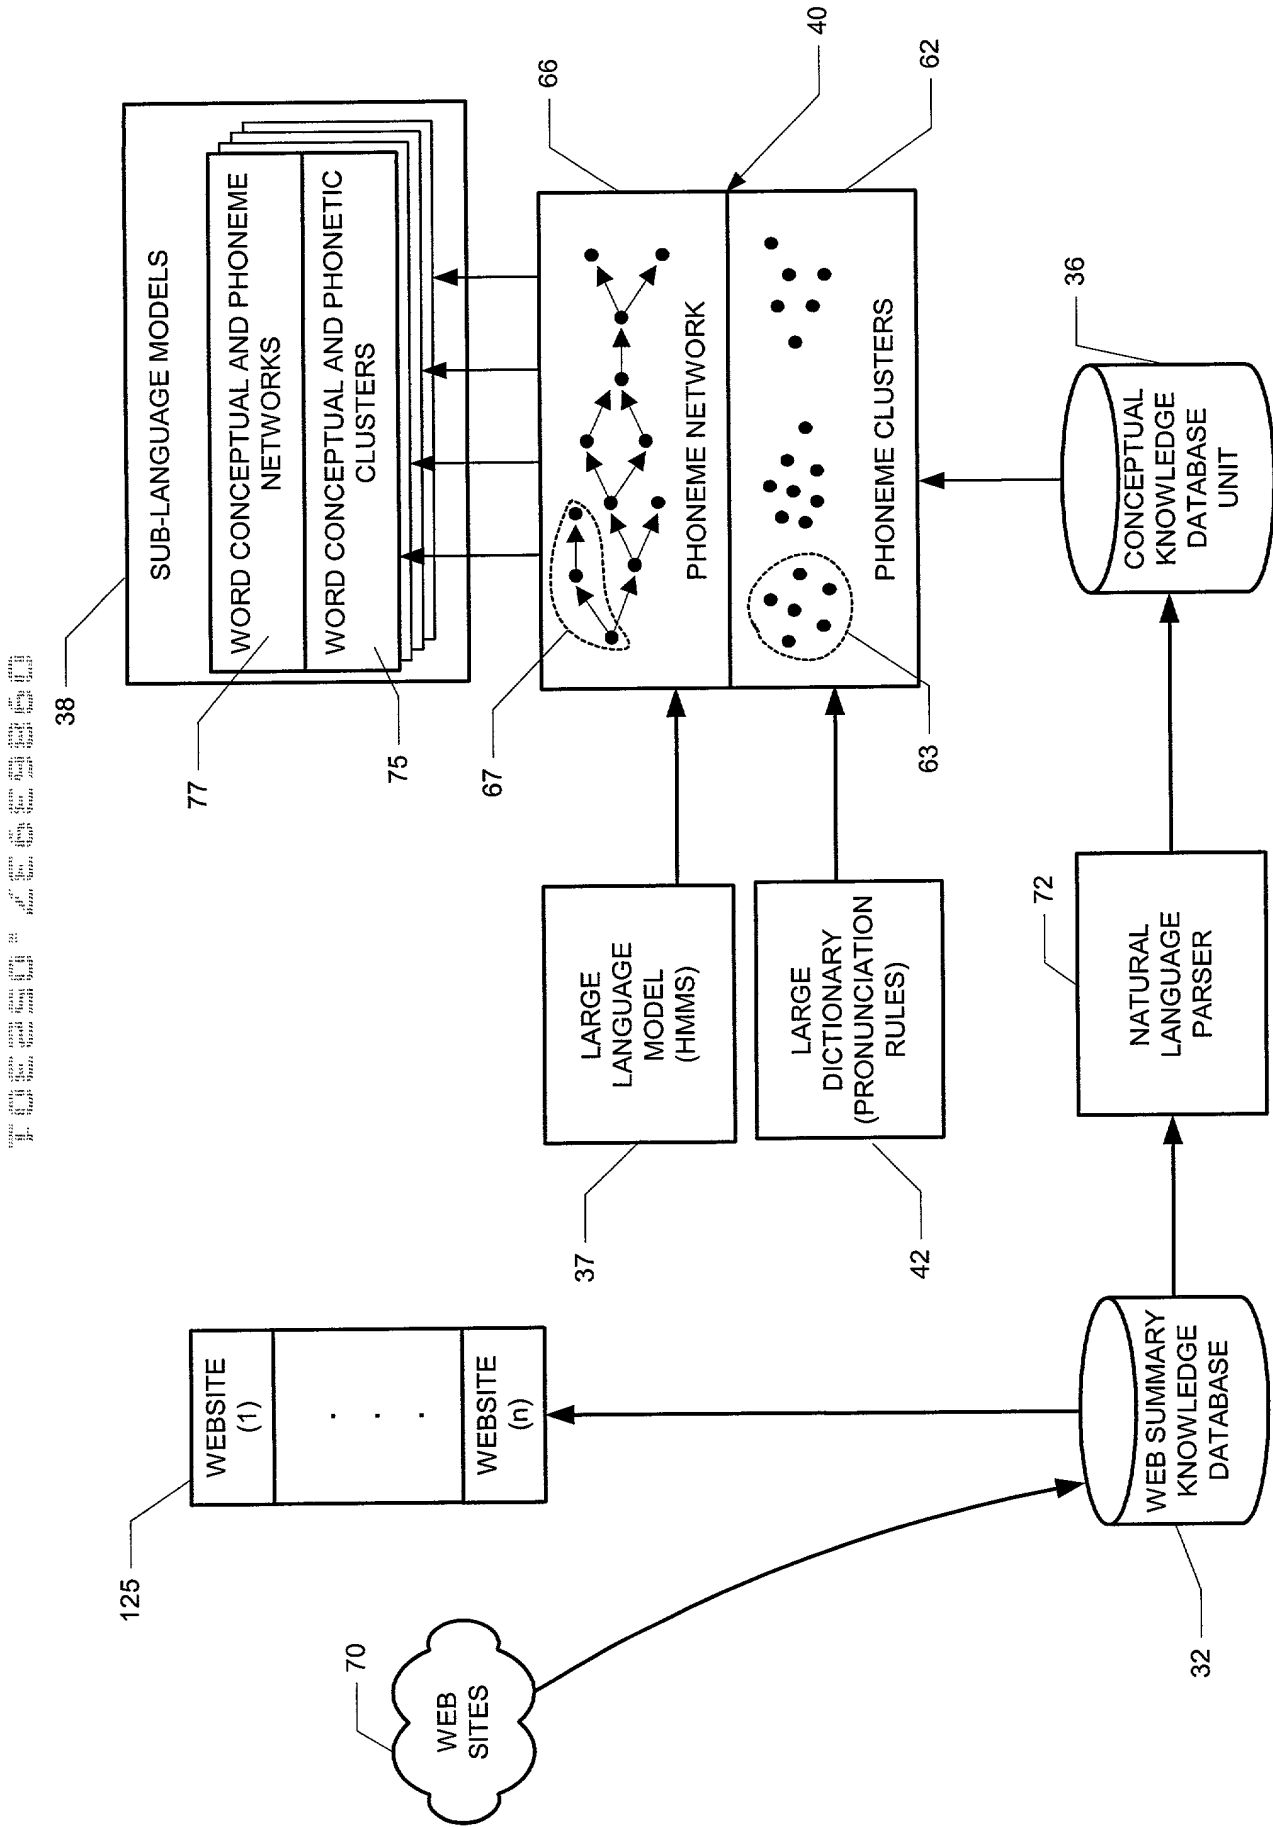 38
SUB-LANGUAGE MODELS
WORD CONCEPTUAL AND PHONEME
NETWORKS
WORD CONCEPTUAL AND PHONETIC
CLUSTERS
77
75
66
40
62
67
PHONEME NETWORK
PHONEME CLUSTERS
63
125
WEBSITE
(1)
.
.
.
WEBSITE
(n)
37
LARGE
LANGUAGE
MODEL
(HMMS)
42
LARGE
DICTIONARY
(PRONUNCIATION
RULES)
70
WEB
SITES
32
WEB SUMMARY
KNOWLEDGE
DATABASE
72
NATURAL
LANGUAGE
PARSER
36
CONCEPTUAL
KNOWLEDGE
DATABASE
UNIT